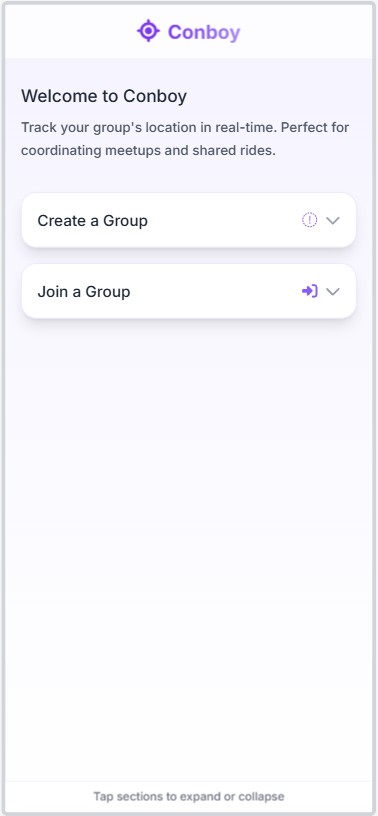 Conboy
Welcome to Conboy
Track your group's location in real-time. Perfect for
coordinating meetups and shared rides.
Create a Group
Join a Group
Tap sections to expand or collapse